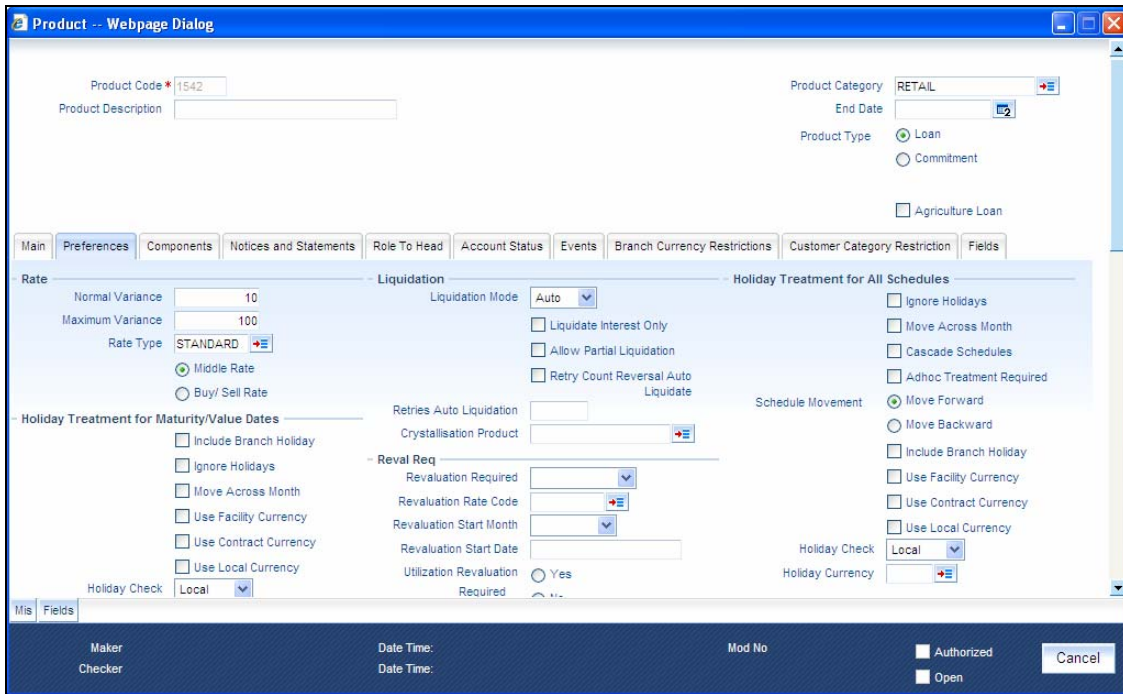 Product -- Webpage Dialog
Product Code * 1542
Product Description
Product Category RETAIL
End Date
Product Type Loan
Commitment
Agriculture Loan
Main Preferences Components Notices and Statements Role To Head Account Status Events Branch Currency Restrictions Customer Category Restriction Fields
Rate
Normal Variance 10
Maximum Variance 100
Rate Type STANDARD
Middle Rate
Buy/ Sell Rate
Holiday Treatment for Maturity/Value Dates
Include Branch Holiday
Ignore Holidays
Move Across Month
Use Facility Currency
Use Contract Currency
Use Local Currency
Holiday Check Local
Liquidation
Liquidation Mode Auto
Liquidate Interest Only
Allow Partial Liquidation
Retry Count Reversal Auto
Liquidate
Retries Auto Liquidation
Crystallisation Product
Reval Req
Revaluation Required
Revaluation Rate Code
Revaluation Start Month
Revaluation Start Date
Utilization Revaluation Yes
Required
Holiday Treatment for All Schedules
Ignore Holidays
Move Across Month
Cascade Schedules
Adhoc Treatment Required
Schedule Movement Move Forward
Move Backward
Include Branch Holiday
Use Facility Currency
Use Contract Currency
Use Local Currency
Holiday Check Local
Holiday Currency
Mis Fields
Maker Date Time: Mod No Authorized
Checker Date Time: Open
Cancel